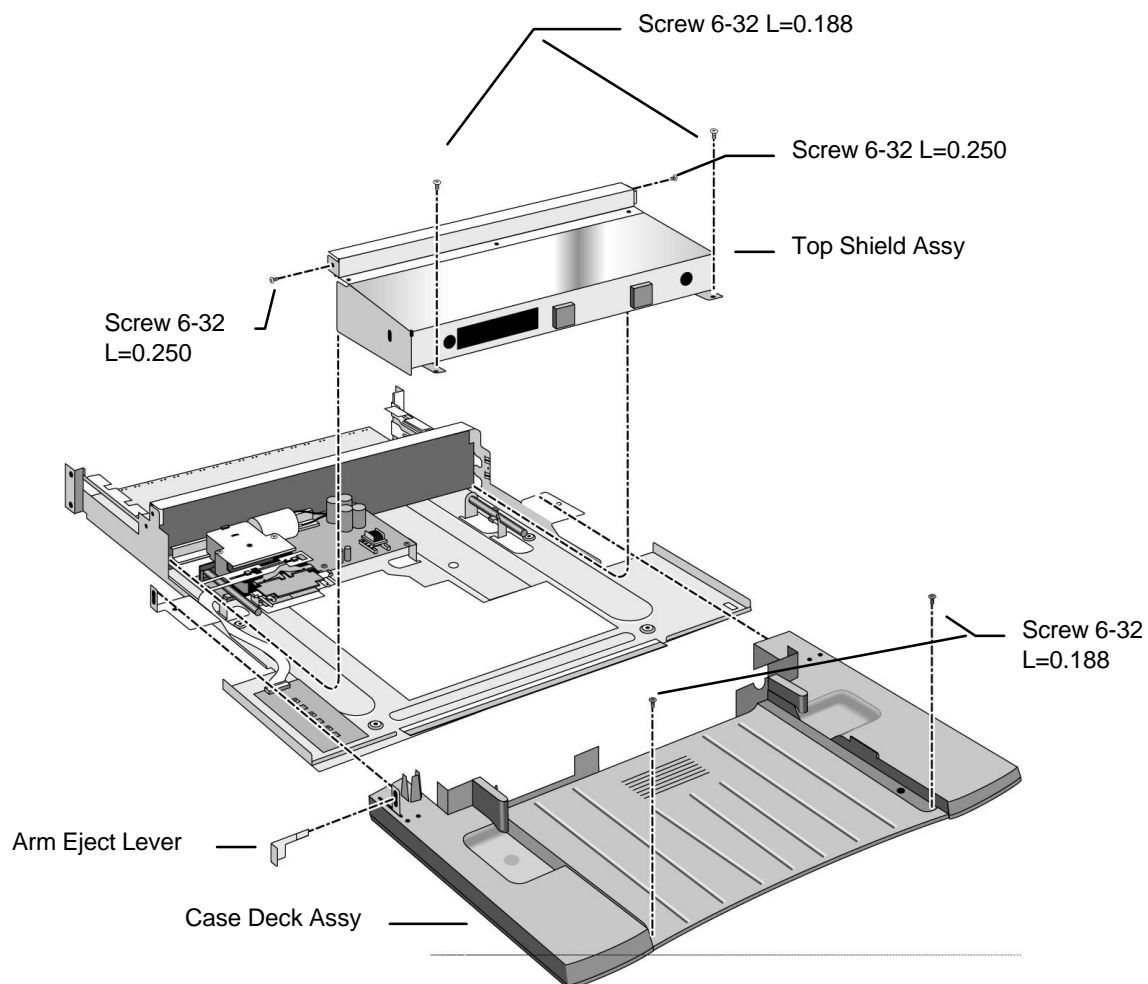 Screw 6-32 L=0.188
Screw 6-32 L=0.250
Top Shield Assy
Screw 6-32
L=0.250
Screw 6-32
L=0.188
Arm Eject Lever
Case Deck Assy